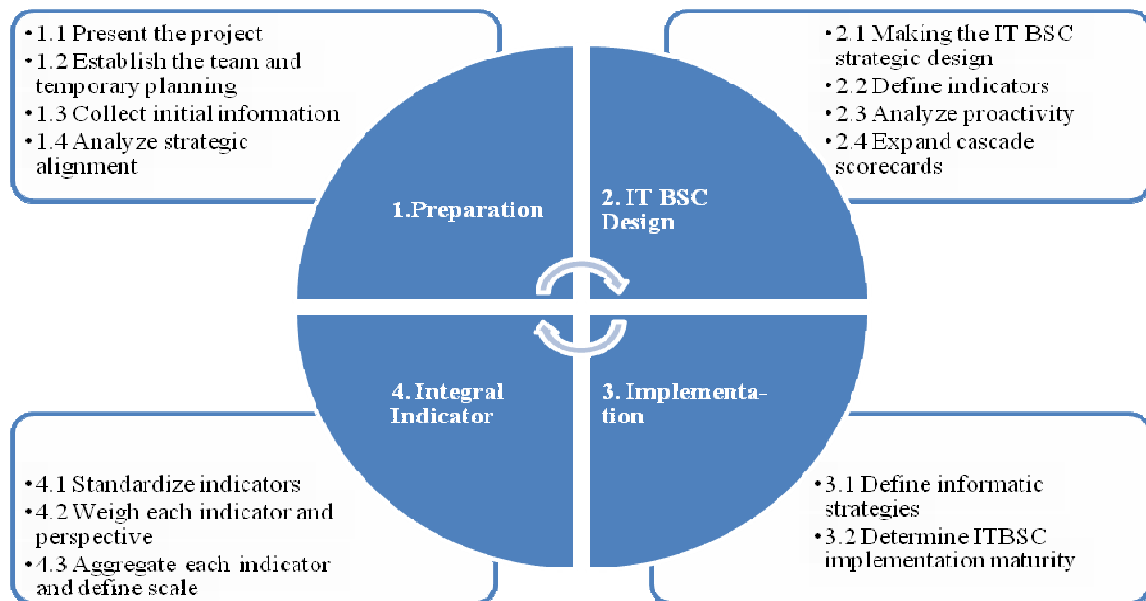 •1.1 Present the project
•1.2 Establish the team and
temporary planning
•1.3 Collect initial information
•1.4 Analyze strategic
alignment
•2.1 Making the IT BSC
strategic design
•2.2 Define indicators
•2.3 Analyze proactivity
•2.4 Expand cascade
scorecards
1.Preparation
2. IT BSC
Design
4. Integral
Indicator
3. Implementa-
tion
•4.1 Standardize indicators
•4.2 Weigh each indicator and
perspective
•4.3 Aggregate each indicator
and define scale
•3.1 Define informatic
strategies
•3.2 Determine ITBSC
implementation maturity